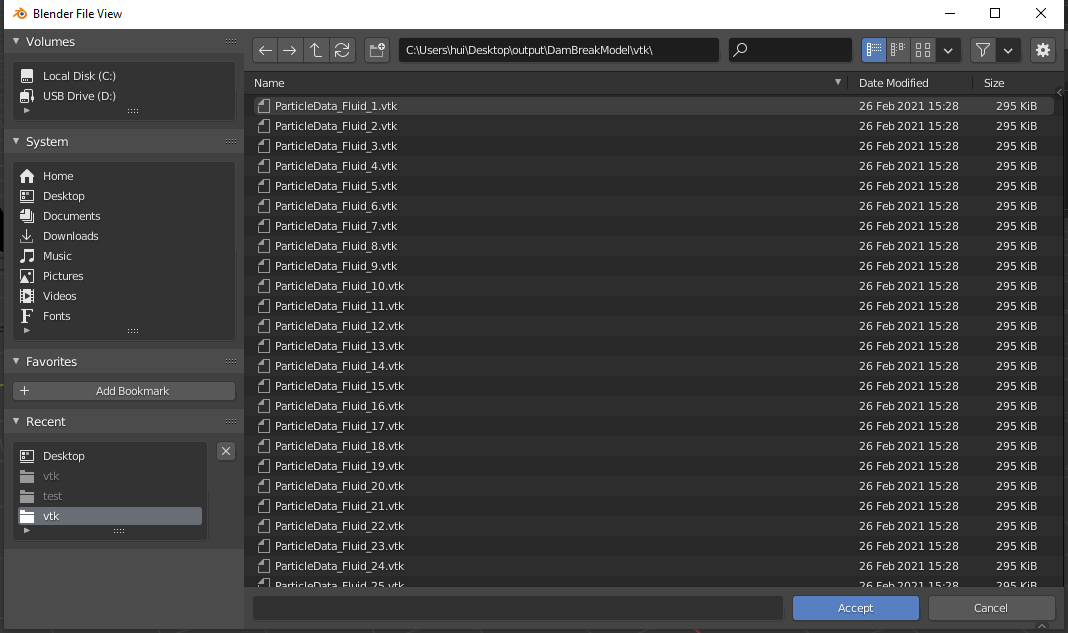 Blender File View
Volumes
Local Disk (C:)
USB Drive (D:)
System
Home
Desktop
Documents
Downloads
Music
Pictures
Videos
Fonts
Favorites
Add Bookmark
Recent
Desktop
vtk
test
vtk
C:\Users\hui\Desktop\output\DamBreakModel\vtk\
Name Date Modified Size
ParticleData_Fluid_1.vtk 26 Feb 2021 15:28 295 KiB
ParticleData_Fluid_2.vtk 26 Feb 2021 15:28 295 KiB
ParticleData_Fluid_3.vtk 26 Feb 2021 15:28 295 KiB
ParticleData_Fluid_4.vtk 26 Feb 2021 15:28 295 KiB
ParticleData_Fluid_5.vtk 26 Feb 2021 15:28 295 KiB
ParticleData_Fluid_6.vtk 26 Feb 2021 15:28 295 KiB
ParticleData_Fluid_7.vtk 26 Feb 2021 15:28 295 KiB
ParticleData_Fluid_8.vtk 26 Feb 2021 15:28 295 KiB
ParticleData_Fluid_9.vtk 26 Feb 2021 15:28 295 KiB
ParticleData_Fluid_10.vtk 26 Feb 2021 15:28 295 KiB
ParticleData_Fluid_11.vtk 26 Feb 2021 15:28 295 KiB
ParticleData_Fluid_12.vtk 26 Feb 2021 15:28 295 KiB
ParticleData_Fluid_13.vtk 26 Feb 2021 15:28 295 KiB
ParticleData_Fluid_14.vtk 26 Feb 2021 15:28 295 KiB
ParticleData_Fluid_15.vtk 26 Feb 2021 15:28 295 KiB
ParticleData_Fluid_16.vtk 26 Feb 2021 15:28 295 KiB
ParticleData_Fluid_17.vtk 26 Feb 2021 15:28 295 KiB
ParticleData_Fluid_18.vtk 26 Feb 2021 15:28 295 KiB
ParticleData_Fluid_19.vtk 26 Feb 2021 15:28 295 KiB
ParticleData_Fluid_20.vtk 26 Feb 2021 15:28 295 KiB
ParticleData_Fluid_21.vtk 26 Feb 2021 15:28 295 KiB
ParticleData_Fluid_22.vtk 26 Feb 2021 15:28 295 KiB
ParticleData_Fluid_23.vtk 26 Feb 2021 15:28 295 KiB
ParticleData_Fluid_24.vtk 26 Feb 2021 15:28 295 KiB
ParticleData_Fluid_25.vtk 26 Feb 2021 15:28 295 KiB
Accept Cancel